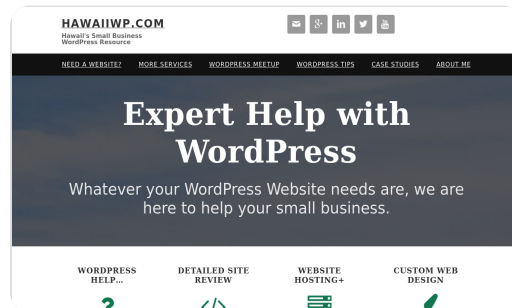 HAWAIIWP.COM
Hawaii's Small Business
WordPress Resource
NEED A WEBSITE? MORE SERVICES WORDPRESS MEETUP WORDPRESS TIPS CASE STUDIES ABOUT ME
Expert Help with
WordPress
Whatever your WordPress Website needs are, we are
here to help your small business.
WORDPRESS
HELP...
DETAILED SITE
REVIEW
WEBSITE
HOSTING+
CUSTOM WEB
DESIGN